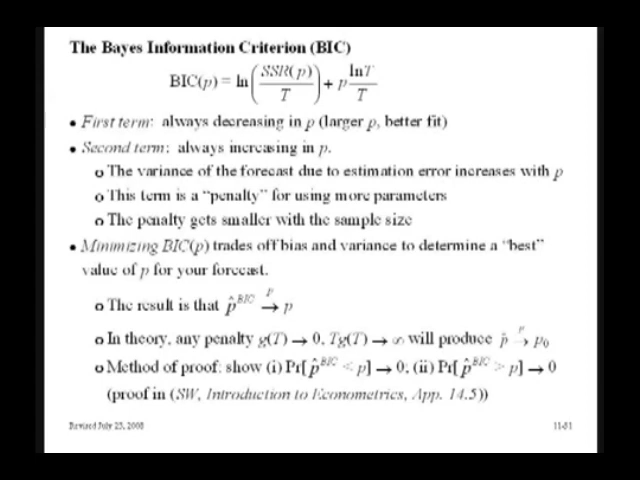 The Bayes Information Criterion (BIC)
BIC(p) = ln(SSR(p)/T) + p lnT/T
• First term: always decreasing in p (larger p, better fit)
• Second term: always increasing in p.
o The variance of the forecast due to estimation error increases with p
o This term is a "penalty" for using more parameters
o The penalty gets smaller with the sample size
• Minimizing BIC(p) trades off bias and variance to determine a "best"
value of p for your forecast.
o The result is that p̂^BIC →^p p
o In theory, any penalty g(T) → 0, Tg(T) → ∞ will produce p̂ →^p p₀
o Method of proof: show (i) Pr[p̂^BIC < p] → 0; (ii) Pr[p̂^BIC > p] → 0
(proof in (SW, Introduction to Econometrics, App. 14.5))
Revised July 23, 2008
11-31